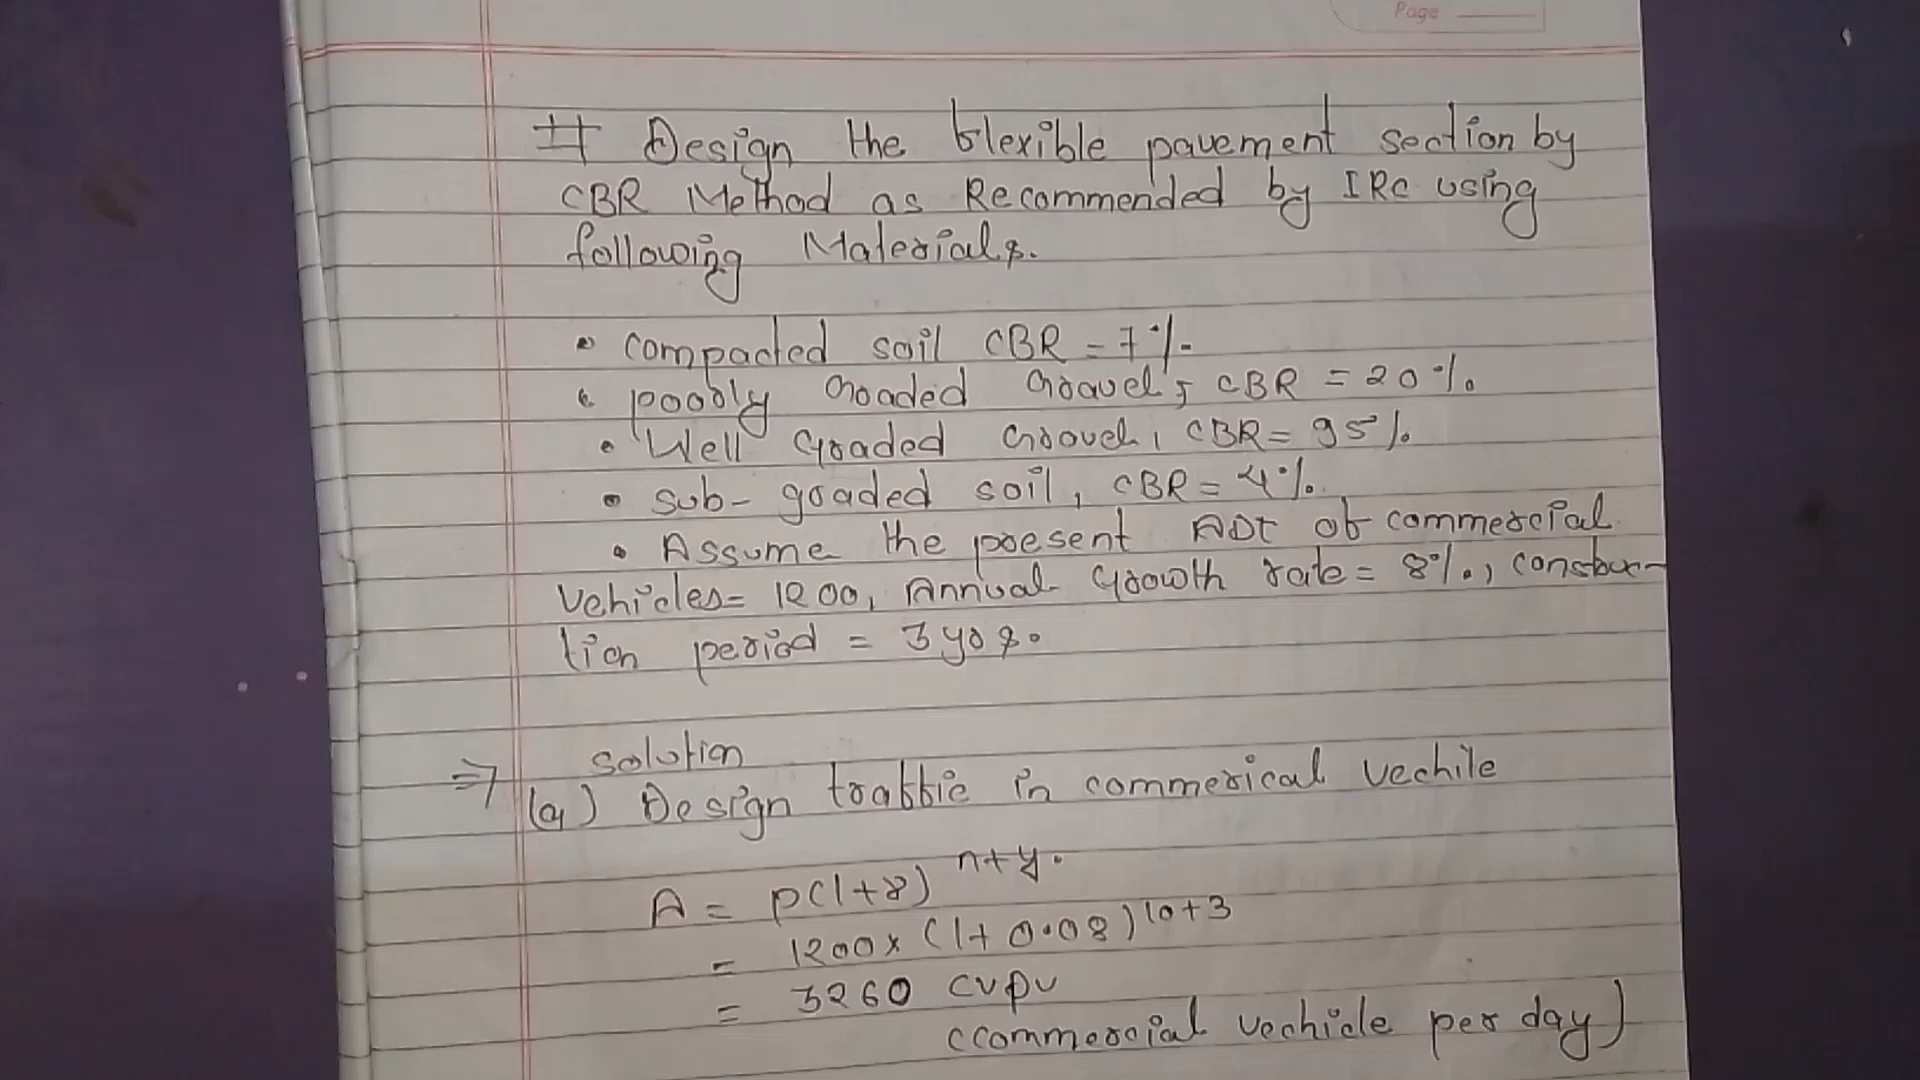 Page
# Design the flexible pavement section by
CBR Method as Recommended by IRC using
following Materials.
• compacted soil CBR = 7%.
• poorly Graded Gravel, CBR = 20%.
• Well Graded Gravel, CBR = 95%.
• sub-graded soil, CBR = 4%.
• Assume the present ADT of commercial
Vehicles = 1200, Annual Growth rate = 8%., construc-
tion period = 3 yrs.
⇒ solution
(a) Design traffic in commerical vechile
A = P(1+r)^n+y.
= 1200 x (1+0.08)^10+3
= 3260 cvpv
(commercial vechicle per day)